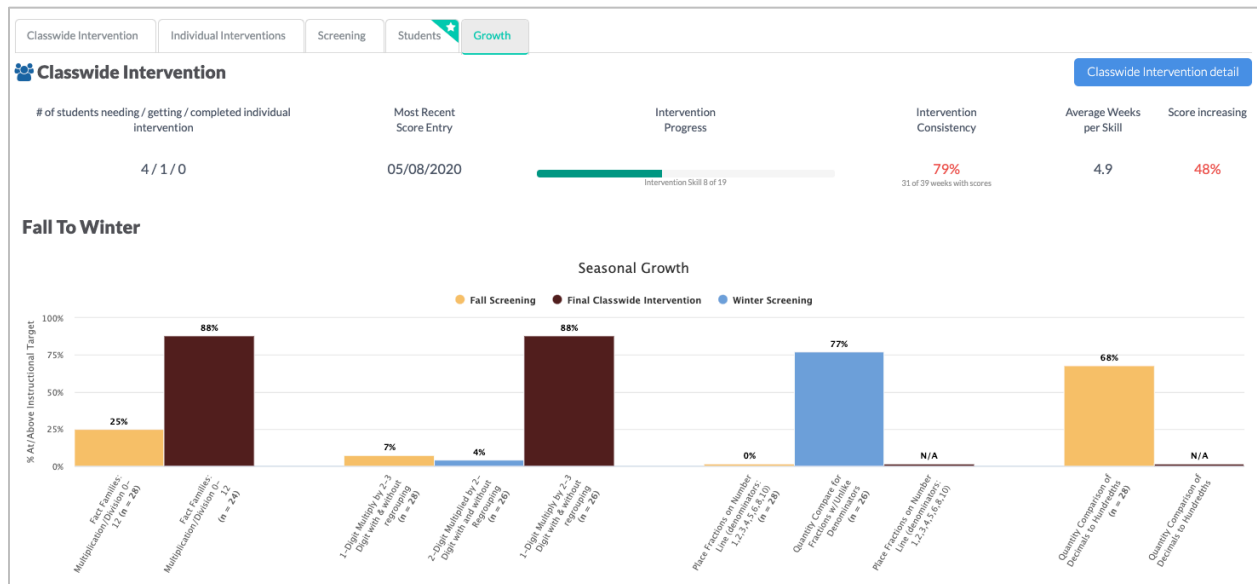 Classwide Intervention
Individual Interventions
Screening
Students
Growth
Classwide Intervention
Classwide Intervention detail
# of students needing / getting / completed individual
intervention
Most Recent
Score Entry
Intervention
Progress
Intervention
Consistency
Average Weeks
per Skill
Score increasing
4 / 1 / 0
05/08/2020
Intervention Skill 8 of 19
79%
31 of 39 weeks with scores
4.9
48%
Fall To Winter
Seasonal Growth
Fall Screening
Final Classwide Intervention
Winter Screening
% At/Above Instructional Target
100%
75%
50%
25%
0%
25%
88%
7%
4%
88%
0%
77%
N/A
68%
N/A
Fact Families:
Multiplication/Division 0–
12 (n = 28)
Fact Families:
Multiplication/Division 0–
12
(n = 24)
1–Digit Multiply by 2–3
Digit with & without
regrouping
(n = 28)
2–Digit Multiplied by 2–
Digit with and without
Regrouping
(n = 26)
1–Digit Multiply by 2–3
Digit with & without
regrouping
(n = 26)
Place Fractions on Number
Line (denominators:
1,2,3,4,5,6,8,10)
(n = 28)
Quantity Compars for
Fractions w/Unlike
Denominators
(n = 26)
Place Fractions on Number
Line (denominators:
1,2,3,4,5,6,8,10)
Quantity Comparison of
Decimals to Hundredths
(n = 28)
Quantity Comparison of
Decimals to Hundredths